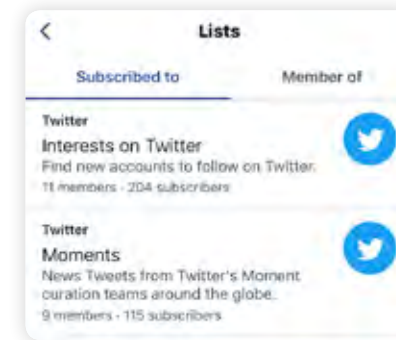 Lists
Subscribed to
Member of
Twitter
Interests on Twitter
Find new accounts to follow on Twitter.
11 members · 204 subscribers
Twitter
Moments
News Tweets from Twitter's Moment
curation teams around the globe.
9 members · 115 subscribers